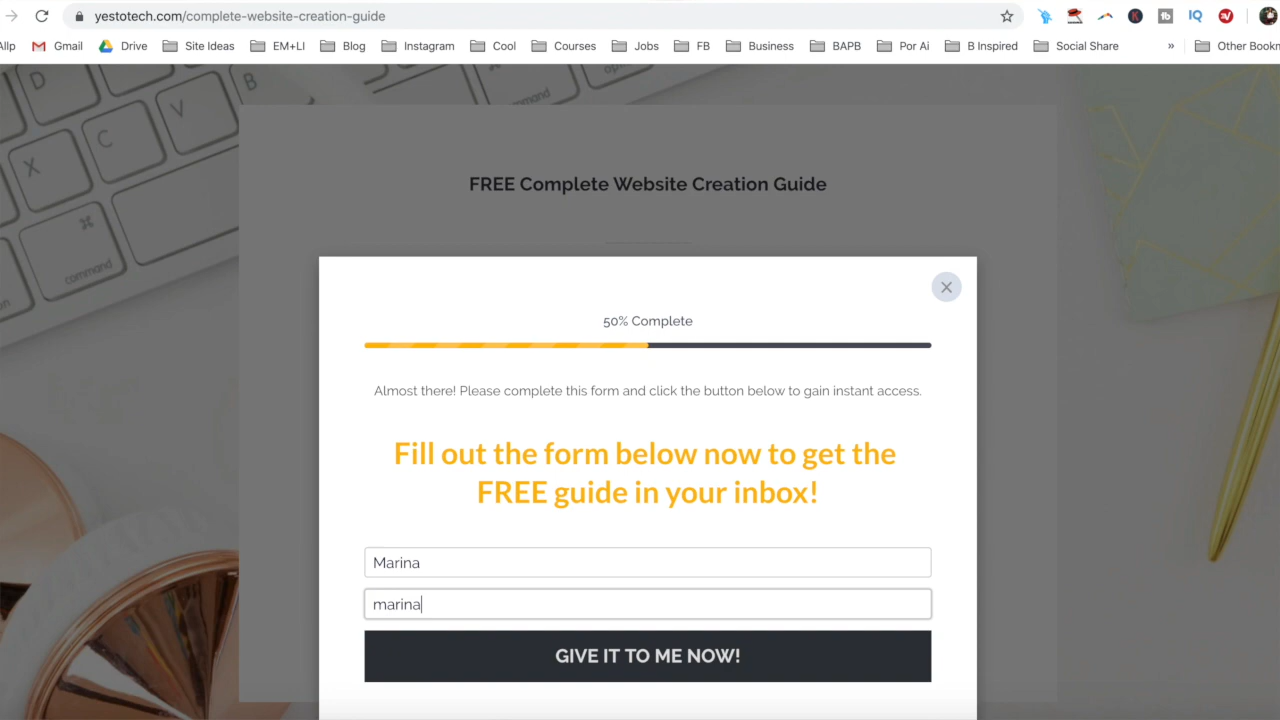 yestotech.com/complete-website-creation-guide
tb IQ
Gmail Drive Site Ideas EM+LI Blog Instagram Cool Courses Jobs FB Business BAPB Por Ai B Inspired Social Share » Other Bookm
D
B
V
C
X
command
command
FREE Complete Website Creation Guide
50% Complete
Almost there! Please complete this form and click the button below to gain instant access.
Fill out the form below now to get the
FREE guide in your inbox!
Marina
marina
GIVE IT TO ME NOW!